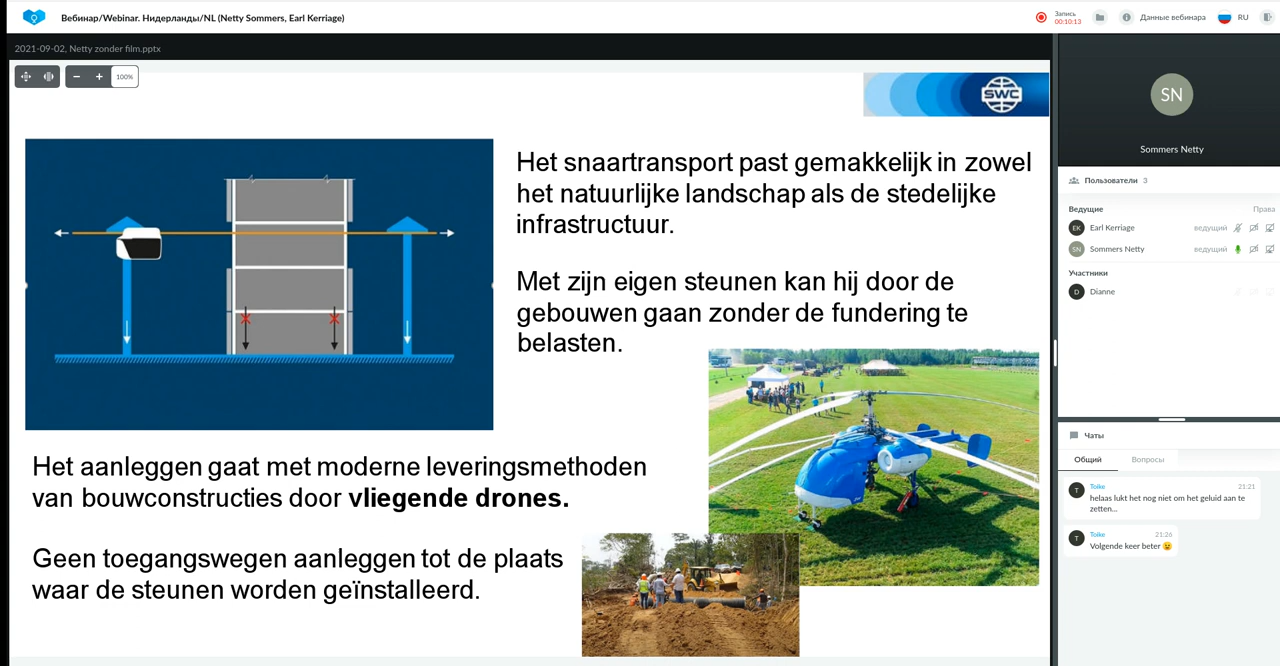 Вебинар/Webinar. Нидерланды/NL (Netty Sommers, Earl Kerriage)
Запись
00:10:13
Данные вебинара
RU
2021-09-02, Netty zonder film.pptx
100%
SWC
Het snaartransport past gemakkelijk in zowel
het natuurlijke landschap als de stedelijke
infrastructuur.
Met zijn eigen steunen kan hij door de
gebouwen gaan zonder de fundering te
belasten.
Het aanleggen gaat met moderne leveringsmethoden
van bouwconstructies door vliegende drones.
Geen toegangswegen aanleggen tot de plaats
waar de steunen worden geïnstalleerd.
SN
Sommers Netty
Пользователи 3
Ведущие Права
EK Earl Kerriage ведущий
SN Sommers Netty ведущий
Участники
D Dianne
Чаты
Общий Вопросы
T Toike 21:21
helaas lukt het nog niet om het geluid aan te
zetten...
T Toike 21:26
Volgende keer beter 😉